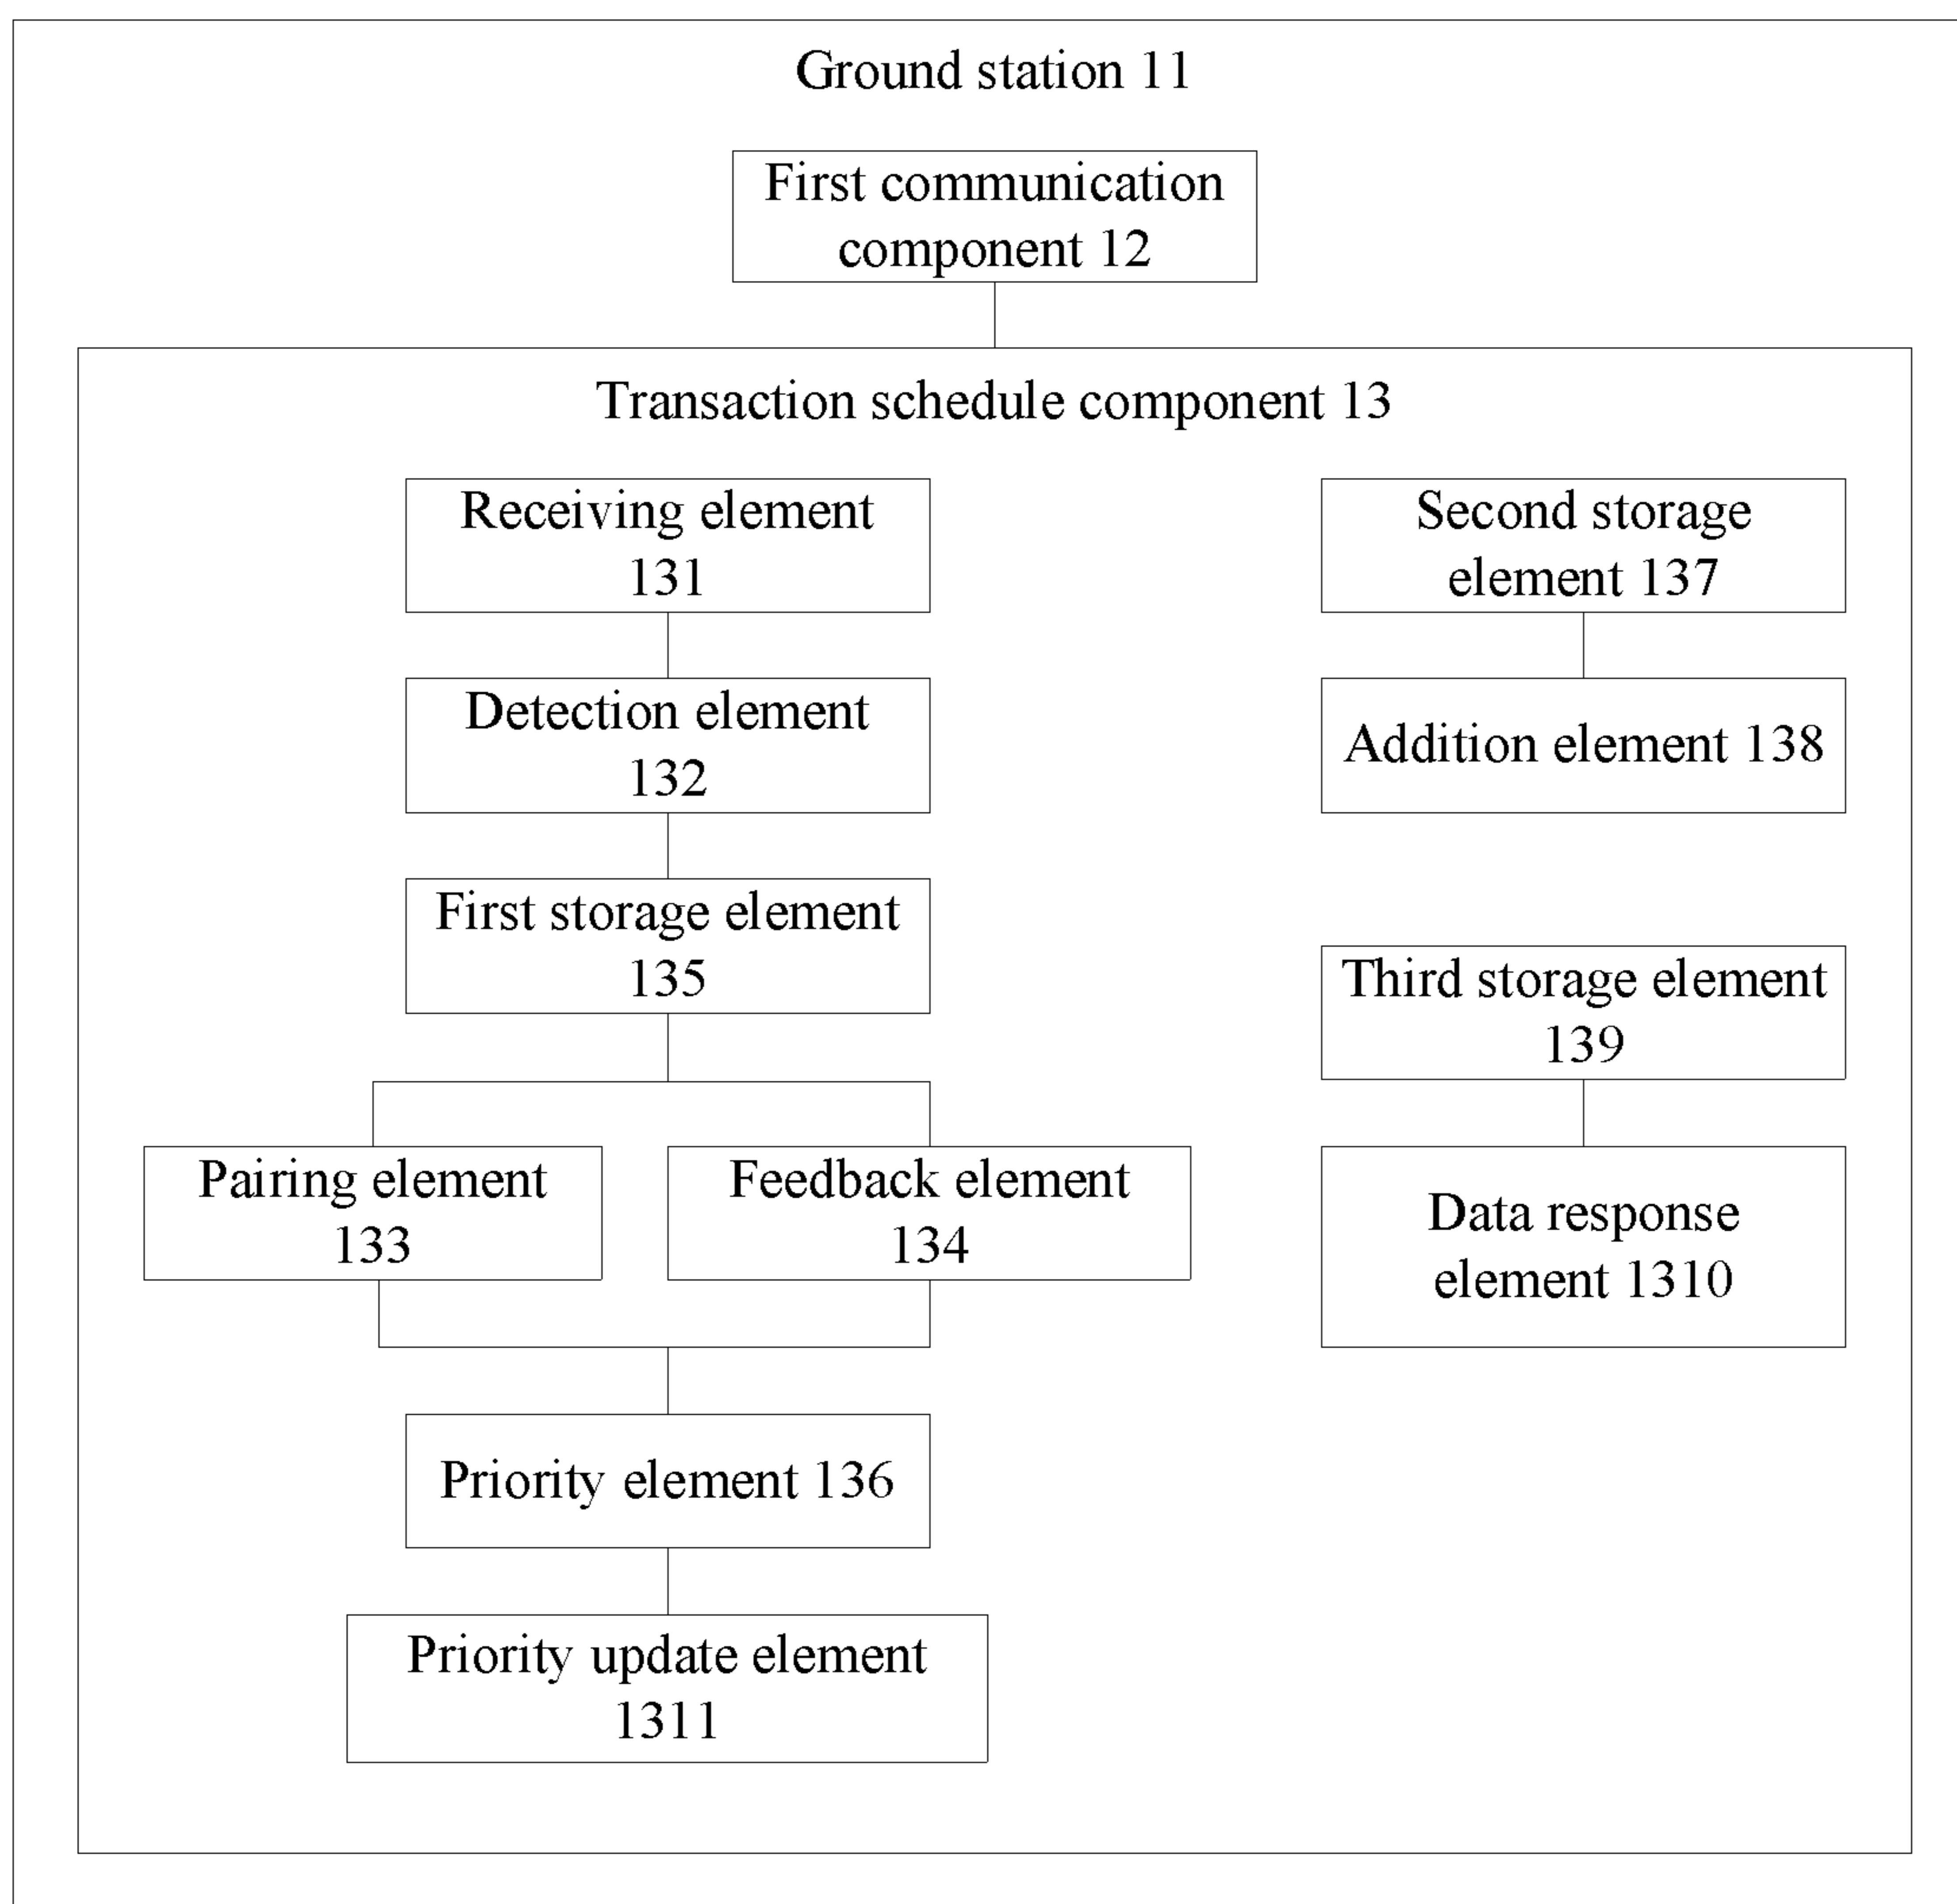 Ground station 11
First communication
component 12
Transaction schedule component 13
Receiving element
131
Detection element
132
First storage element
135
Pairing element
133
Feedback element
134
Priority element 136
Priority update element
1311
Second storage
element 137
Addition element 138
Third storage element
139
Data response
element 1310